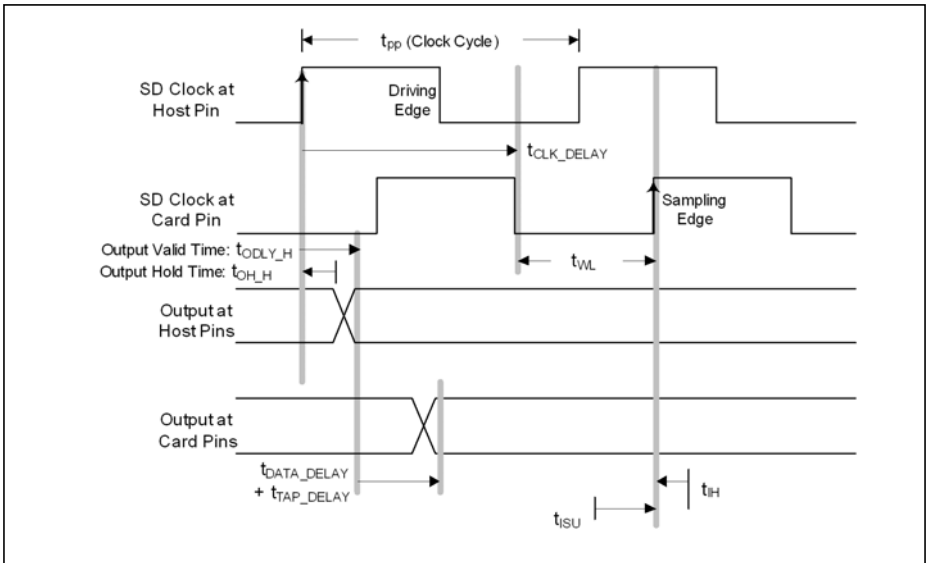 tpp (Clock Cycle)
SD Clock at
Host Pin
Driving
Edge
tCLK_DELAY
SD Clock at
Card Pin
Sampling
Edge
Output Valid Time: tODLY_H
Output Hold Time: tOH_H
tWL
Output at
Host Pins
Output at
Card Pins
tDATA_DELAY
+ tTAP_DELAY
tIH
tISU